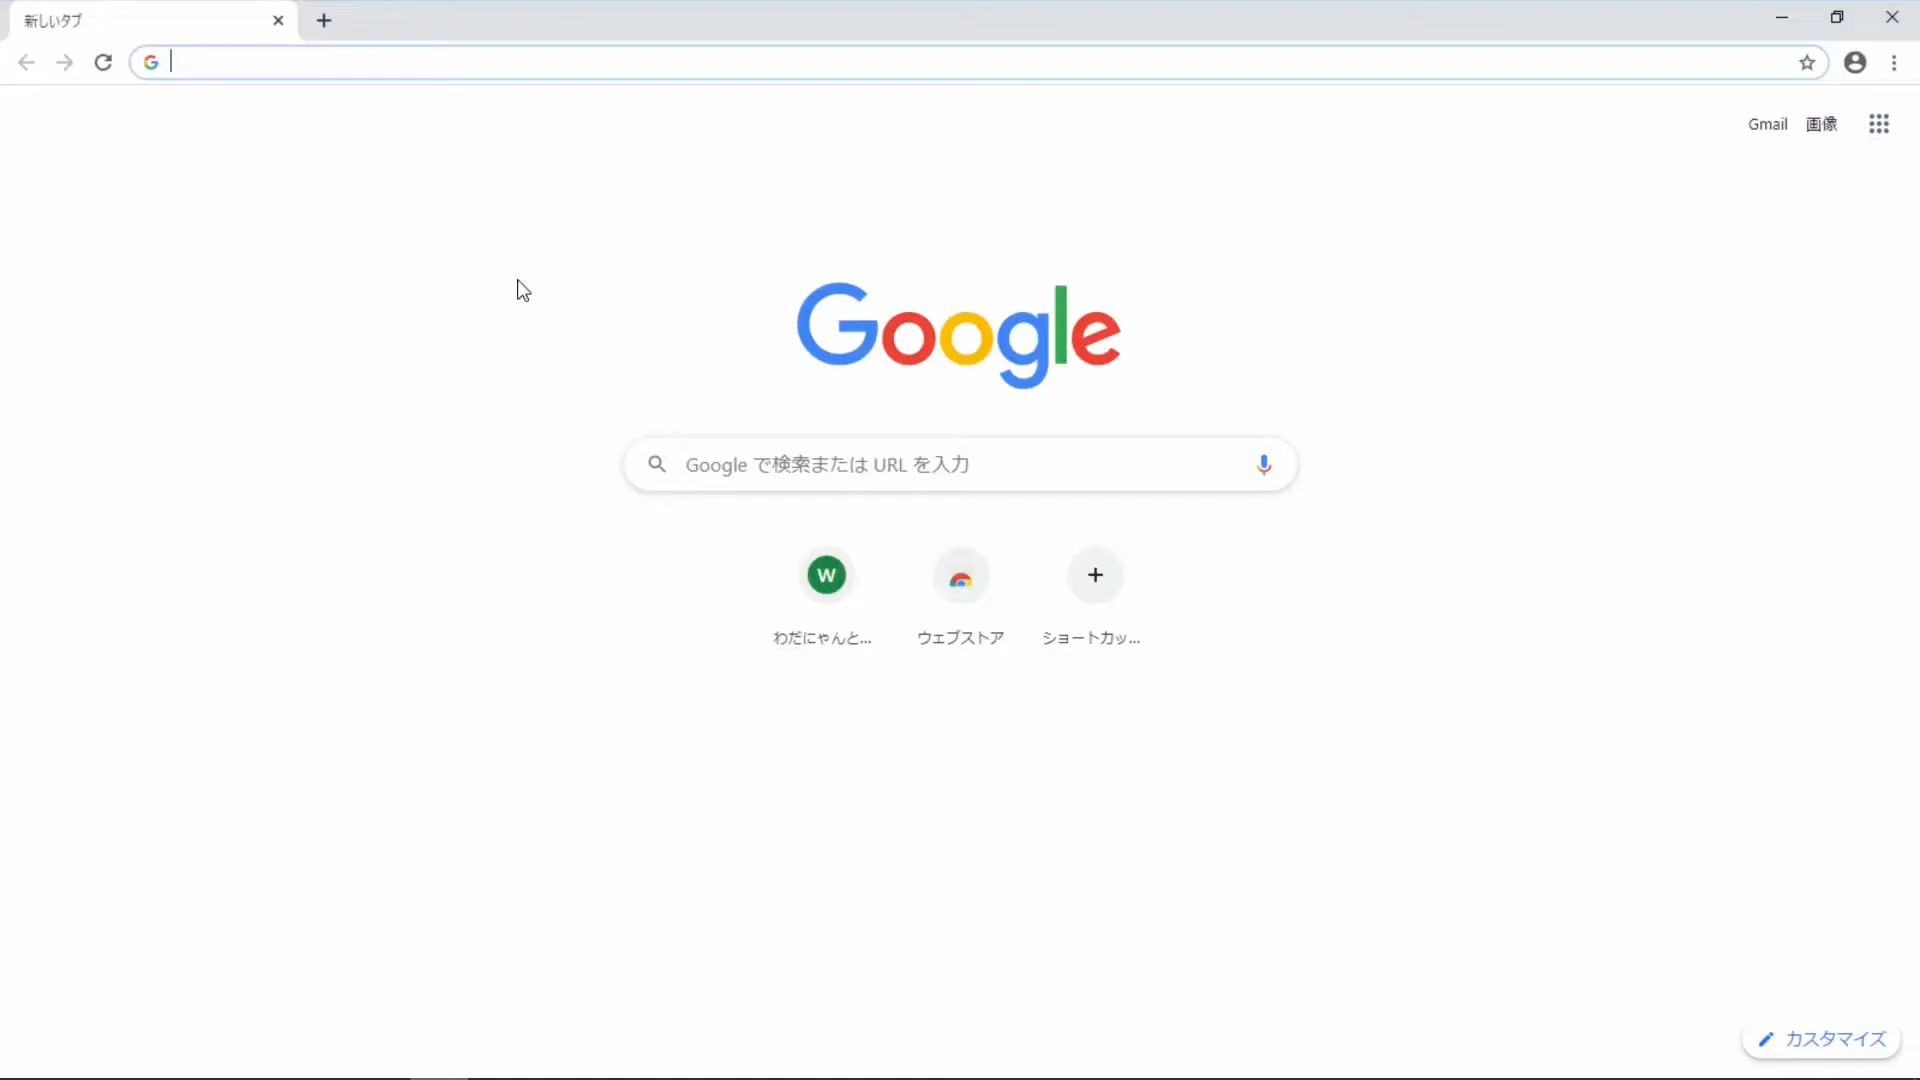 新しいタブ
Gmail 画像
Google
Google で検索または URL を入力
W
わだにゃんと...
ウェブストア
ショートカッ...
カスタマイズ